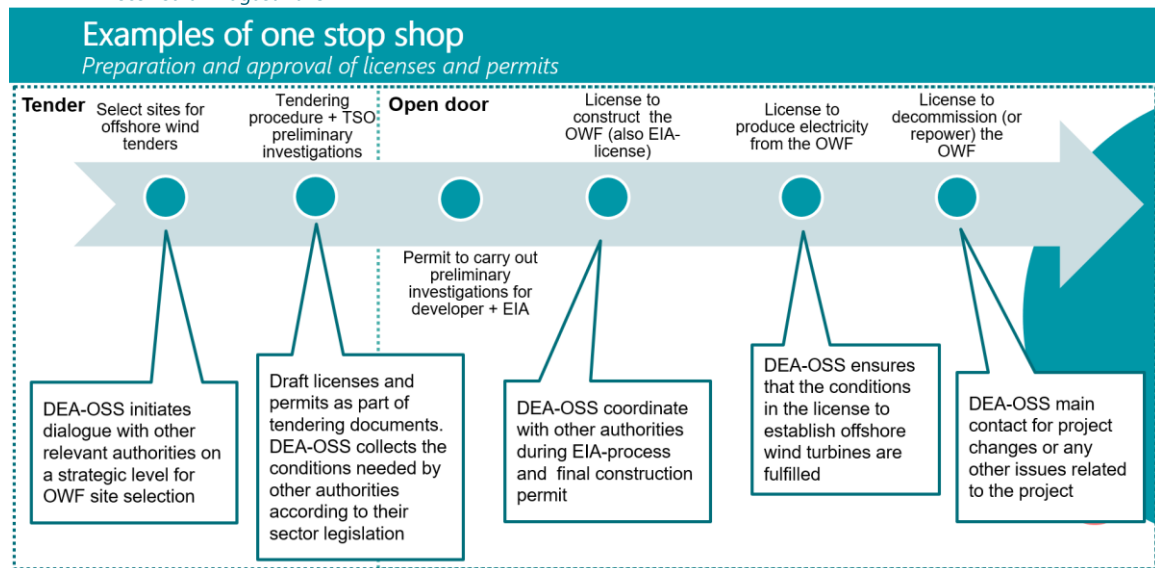 Examples of one stop shop
Preparation and approval of licenses and permits
Tender
Select sites for
offshore wind
tenders
Tendering
procedure + TSO
preliminary
investigations
Open door
License to
construct the
OWF (also EIA-
license)
License to
produce electricity
from the OWF
License to
decommission (or
repower) the
OWF
Permit to carry out
preliminary
investigations for
developer + EIA
DEA-OSS initiates
dialogue with other
relevant authorities on
a strategic level for
OWF site selection
Draft licenses and
permits as part of
tendering documents.
DEA-OSS collects the
conditions needed by
other authorities
according to their
sector legislation
DEA-OSS coordinate
with other authorities
during EIA-process
and final construction
permit
DEA-OSS ensures
that the conditions
in the license to
establish offshore
wind turbines are
fulfilled
DEA-OSS main
contact for project
changes or any
other issues related
to the project